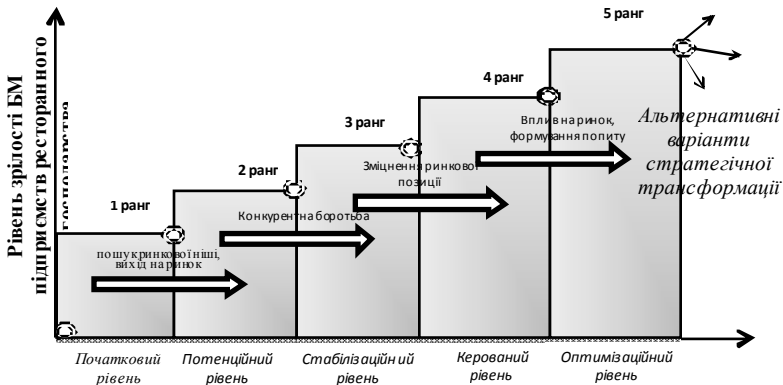 5 ранг
4 ранг
3 ранг
2 ранг
1 ранг
Рівень зрілості БМ
підприємств ресторанного
господарства
Вплив на ринок,
формування попиту
Зміцнення ринкової
позиції
Конкурентна боротьба
пошук ринкової ніші,
вихід на ринок
Альтернативні
варіанти
стратегічної
трансформації
Початковий
рівень
Потенційний
рівень
Стабілізаційний
рівень
Керований
рівень
Оптимізаційний
рівень